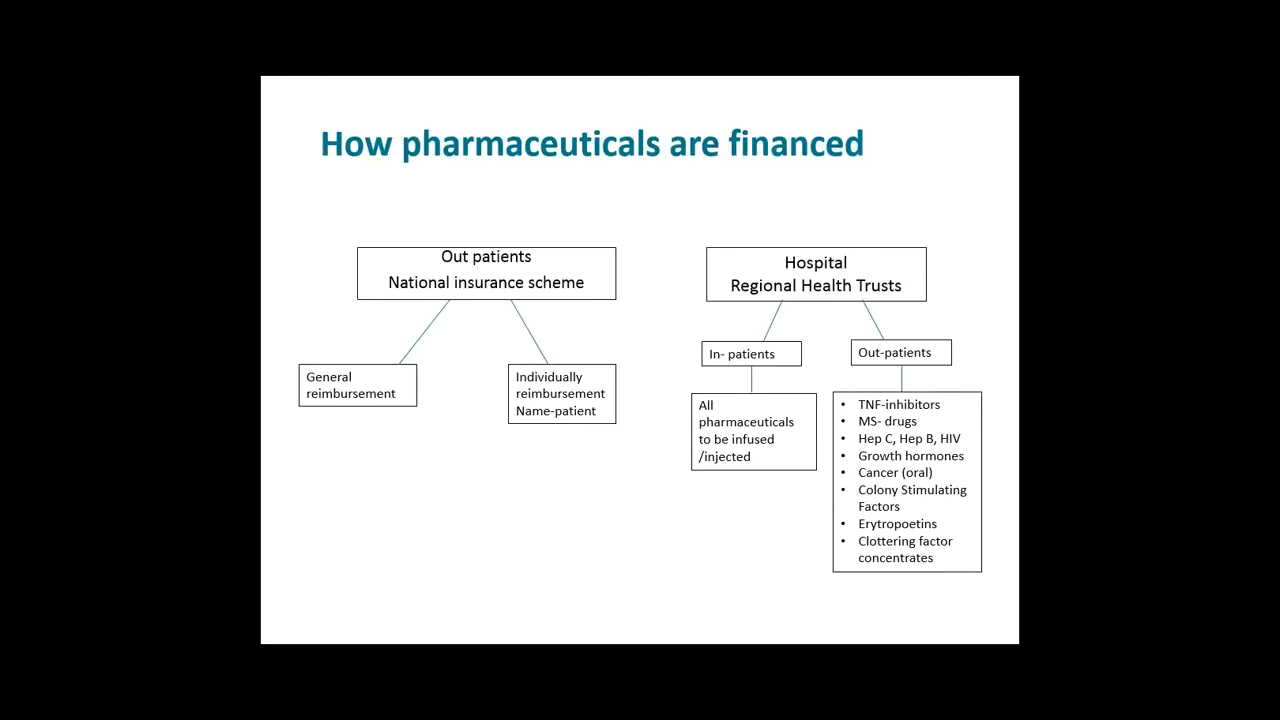 How pharmaceuticals are financed
Out patients
National insurance scheme
General
reimbursement
Individually
reimbursement
Name-patient
Hospital
Regional Health Trusts
In- patients
All
pharmaceuticals
to be infused
/injected
Out-patients
• TNF-inhibitors
• MS- drugs
• Hep C, Hep B, HIV
• Growth hormones
• Cancer (oral)
• Colony Stimulating
Factors
• Erytropoetins
• Clottering factor
concentrates